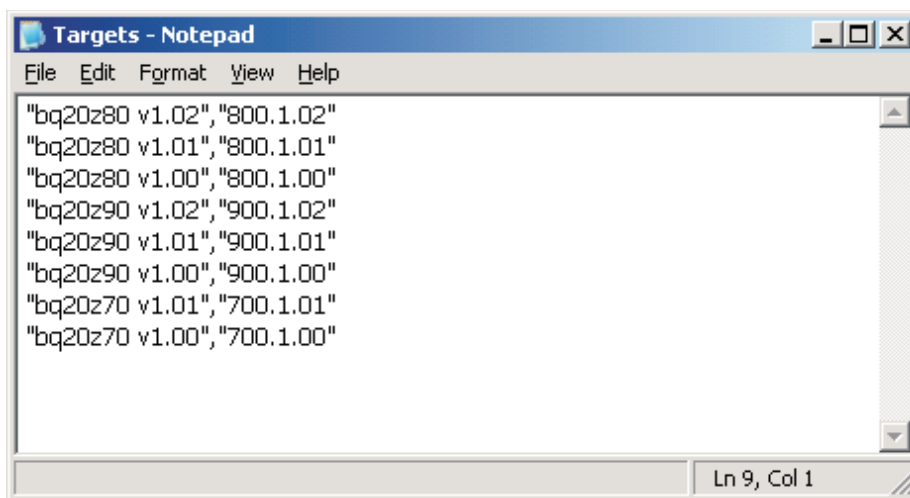 Targets - Notepad
File Edit Format View Help
"bq20z80 v1.02","800.1.02"
"bq20z80 v1.01","800.1.01"
"bq20z80 v1.00","800.1.00"
"bq20z90 v1.02","900.1.02"
"bq20z90 v1.01","900.1.01"
"bq20z90 v1.00","900.1.00"
"bq20z70 v1.01","700.1.01"
"bq20z70 v1.00","700.1.00"
Ln 9, Col 1